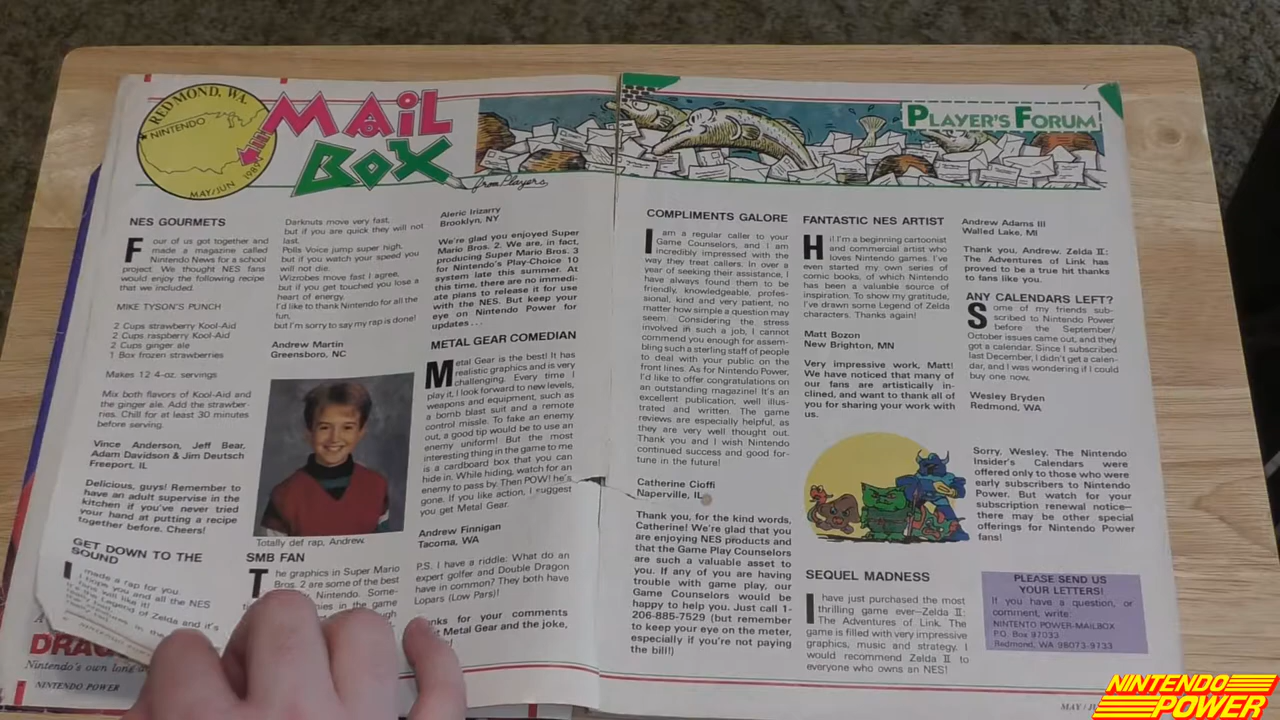 RED MOND, WA.
NINTENDO
MAY/JUN 1989
MAIL
BOX
from Players
PLAYER'S FORUM
NES GOURMETS
Four of us got together and
made a magazine called
Nintendo News for a school
project. We thought NES fans
would enjoy the following recipe
that we included.
MIKE TYSON'S PUNCH
2 Cups strawberry Kool-Aid
2 Cups raspberry Kool-Aid
2 Cups ginger ale
1 Box frozen strawberries
Makes 12 4-oz. servings
Mix both flavors of Kool-Aid and
the ginger ale. Add the strawber-
ries. Chill for at least 30 minutes
before serving.
Vince Anderson, Jeff Bear,
Adam Davidson & Jim Deutsch
Freeport, IL
Delicious, guys! Remember to
have an adult supervise in the
kitchen if you've never tried
your hand at putting a recipe
together before. Cheers!
GET DOWN TO THE
SOUND
I made a rap for you.
I hope you and all the NES
fans will like it!
the Legend of Zelda and it's
Darknuts move very fast,
but if you are quick they will not
last,
Polls Voice jump super high,
but if you watch your speed you
will not die.
Wizrobes move fast I agree,
but if you get touched you lose a
heart of energy.
I'd like to thank Nintendo for all the
fun,
but I'm sorry to say my rap is done!
Andrew Martin
Greensboro, NC
Totally def rap, Andrew.
SMB FAN
The graphics in Super Mario
Bros. 2 are some of the best
Nintendo. Some-
in the game
Aleric Irizarry
Brooklyn, NY
We're glad you enjoyed Super
Mario Bros. 2. We are, in fact,
producing Super Mario Bros. 3
for Nintendo's Play-Choice 10
system late this summer. At
this time, there are no immedi-
ate plans to release it for use
with the NES. But keep your
eye on Nintendo Power for
updates...
METAL GEAR COMEDIAN
Metal Gear is the best! It has
realistic graphics and is very
challenging. Every time I
play it, I look forward to new levels,
weapons and equipment, such as
a bomb blast suit and a remote
control missile. To fake an enemy
out, a good tip would be to use an
enemy uniform! But the most
interesting thing in the game to me
is a cardboard box that you can
hide in. While hiding, watch for an
enemy to pass by. Then POW! he's
gone. If you like action, I suggest
you get Metal Gear.
Andrew Finnigan
Tacoma, WA
P.S. I have a riddle: What do an
expert golfer and Double Dragon
have in common? They both have
Lopars (Low Pars)!
for your comments
Metal Gear and the joke,
COMPLIMENTS GALORE
I am a regular caller to your
Game Counselors, and I am
incredibly impressed with the
way they treat callers. In over a
year of seeking their assistance, I
have always found them to be
friendly, knowledgeable, profes-
sional, kind and very patient, no
matter how simple a question may
seem. Considering the stress
involved in such a job, I cannot
commend you enough for assem-
bling such a sterling staff of people
to deal with your public on the
front lines. As for Nintendo Power,
I'd like to offer congratulations on
an outstanding magazine! It's an
excellent publication, well illus-
trated and written. The game
reviews are especially helpful, as
they are very well thought out.
Thank you and I wish Nintendo
continued success and good for-
tune in the future!
Catherine Cioffi
Naperville, IL
Thank you, for the kind words,
Catherine! We're glad that you
are enjoying NES products and
that the Game Play Counselors
are such a valuable asset to
you. If any of you are having
trouble with game play, our
Game Counselors would be
happy to help you. Just call 1-
206-885-7529 (but remember
to keep your eye on the meter,
especially if you're not paying
the bill!)
FANTASTIC NES ARTIST
Hi! I'm a beginning cartoonist
and commercial artist who
loves Nintendo games. I've
even started my own series of
comic books, of which Nintendo
has been a valuable source of
inspiration. To show my gratitude,
I've drawn some Legend of Zelda
characters. Thanks again!
Matt Bozon
New Brighton, MN
Very impressive work, Matt!
We have noticed that many of
our fans are artistically in-
clined, and want to thank all of
you for sharing your work with
us.
SEQUEL MADNESS
I have just purchased the most
thrilling game ever—Zelda II:
The Adventures of Link. The
game is filled with very impressive
graphics, music and strategy. I
would recommend Zelda II to
everyone who owns an NES!
Andrew Adams III
Walled Lake, MI
Thank you, Andrew. Zelda II:
The Adventures of Link has
proved to be a true hit thanks
to fans like you.
ANY CALENDARS LEFT?
Some of my friends sub-
scribed to Nintendo Power
before the September/
October issues came out, and they
got a calendar. Since I subscribed
last December, I didn't get a calen-
dar, and I was wondering if I could
buy one now.
Wesley Bryden
Redmond, WA
Sorry, Wesley. The Nintendo
Insider's Calendars were
offered only to those who were
early subscribers to Nintendo
Power. But watch for your
subscription renewal notice—
there may be other special
offerings for Nintendo Power
fans!
PLEASE SEND US
YOUR LETTERS!
If you have a question, or
comment, write:
NINTENDO POWER-MAILBOX
P.O. Box 97033
Redmond, WA 98073-9733
Nintendo's own long
NINTENDO POWER
MAY / JU
NINTENDO
POWER